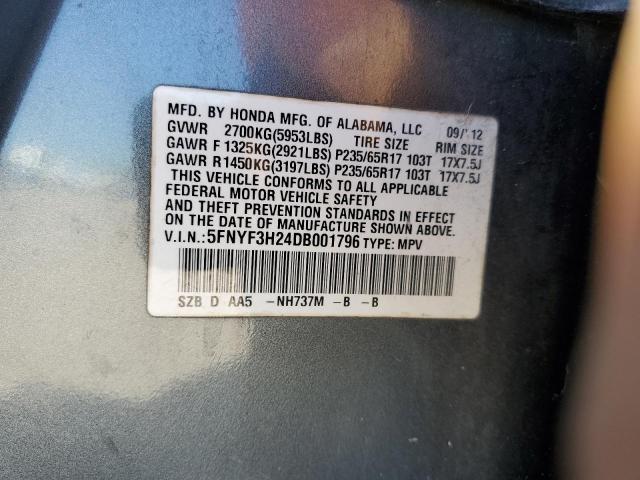 MFD. BY HONDA MFG. OF ALABAMA, LLC 09/'12
GVWR 2700KG(5953LBS) TIRE SIZE RIM SIZE
GAWR F 1325KG(2921LBS) P235/65R17 103T 17X7.5J
GAWR R1450KG(3197LBS) P235/65R17 103T 17X7.5J
THIS VEHICLE CONFORMS TO ALL APPLICABLE
FEDERAL MOTOR VEHICLE SAFETY
AND THEFT PREVENTION STANDARDS IN EFFECT
ON THE DATE OF MANUFACTURE SHOWN ABOVE.
V.I.N.:5FNYF3H24DB001796 TYPE: MPV
SZB D AA5 -NH737M -B -B